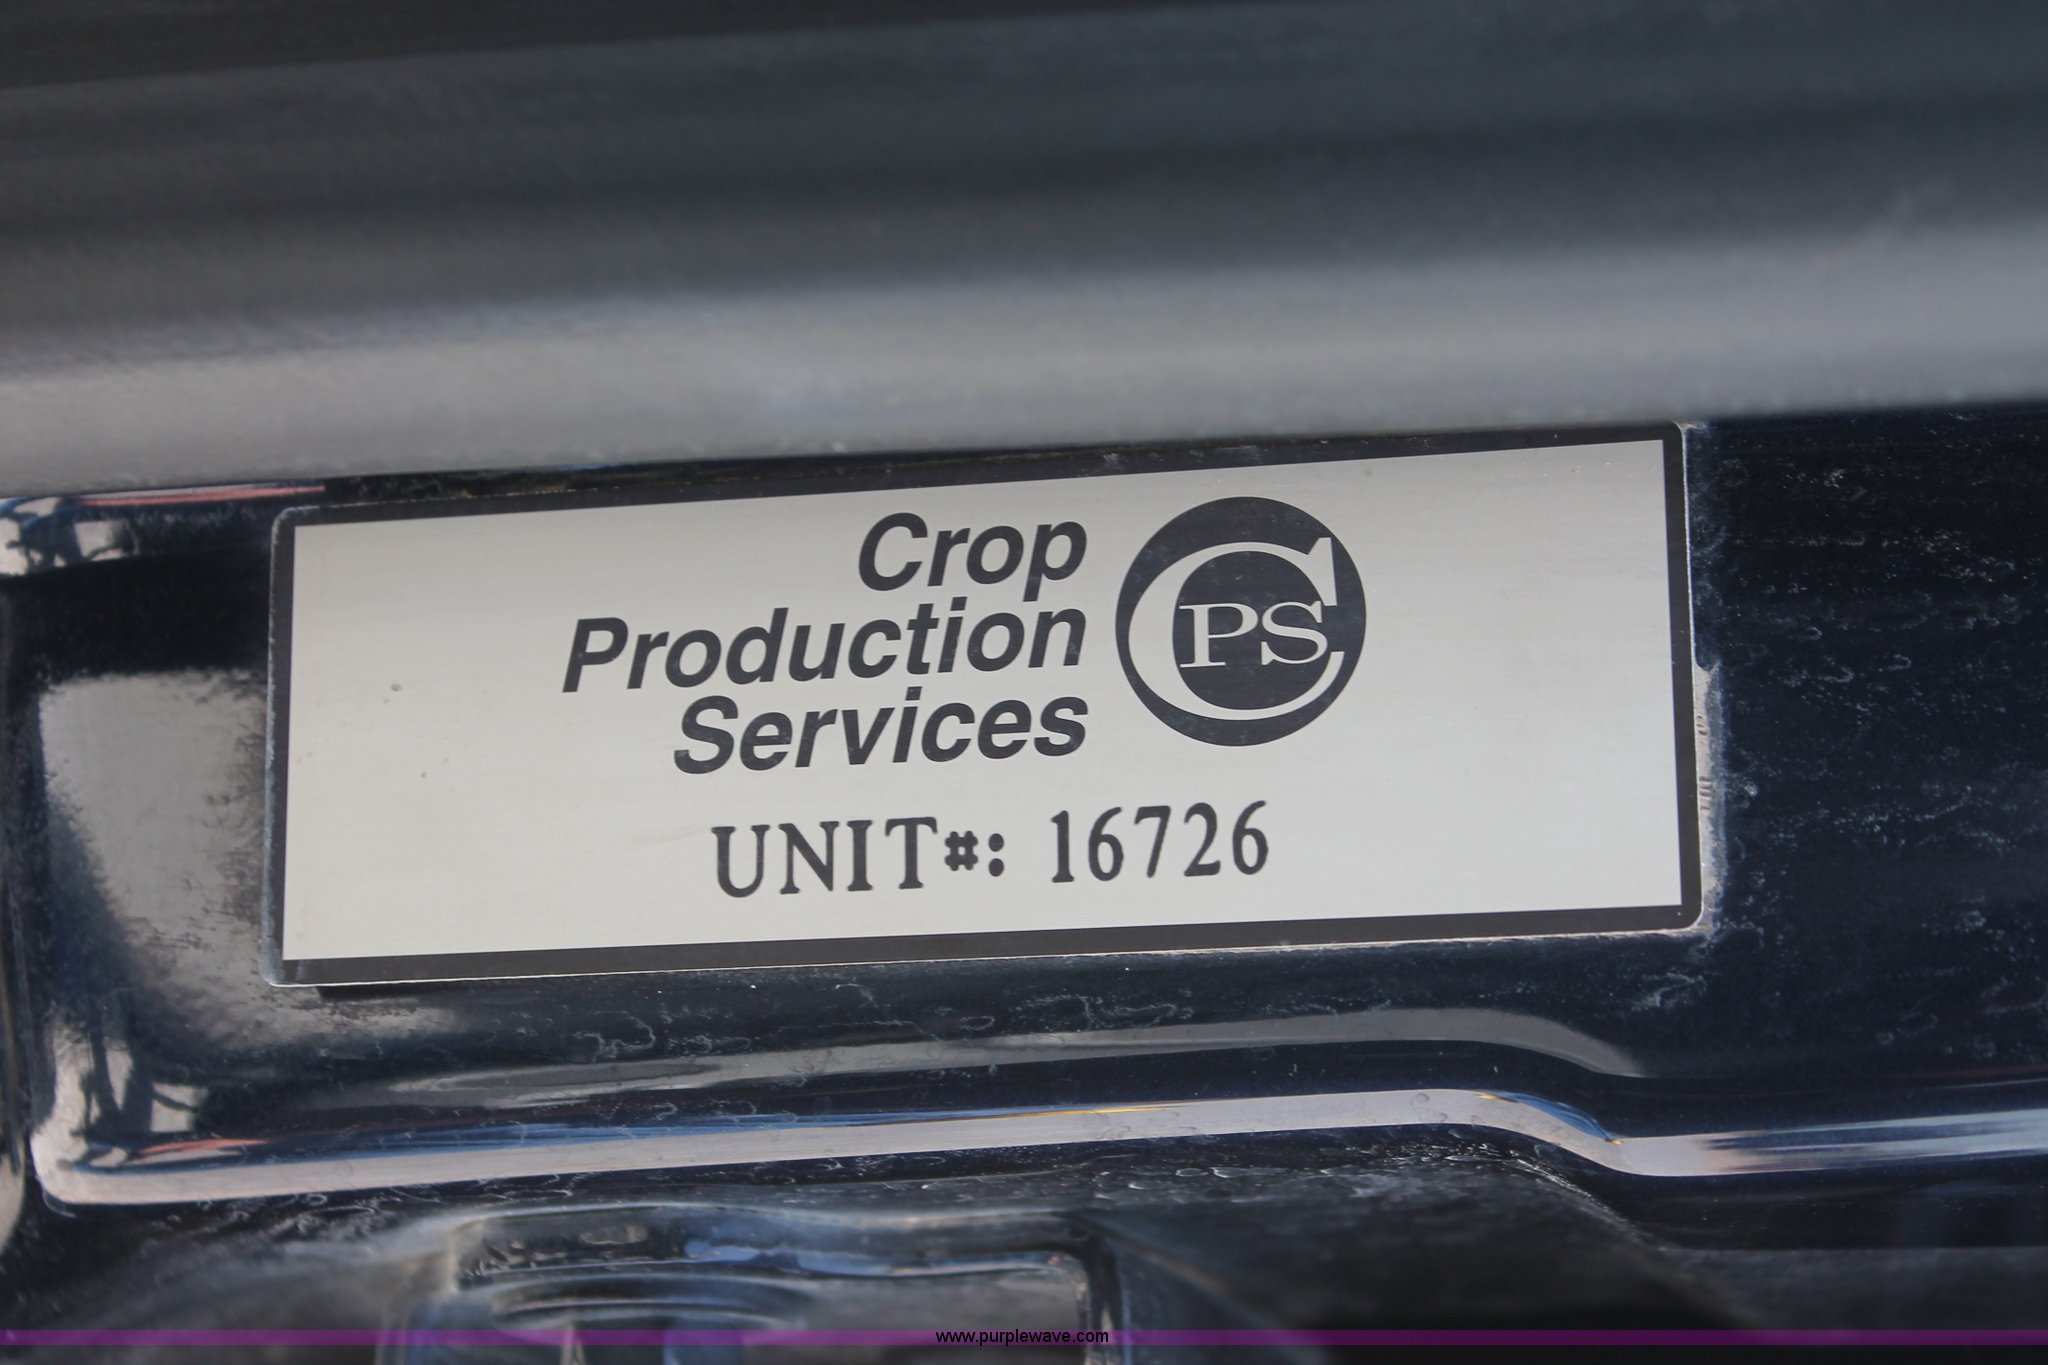 Crop
Production
Services
CPS
UNIT#: 16726
www.purplewave.com